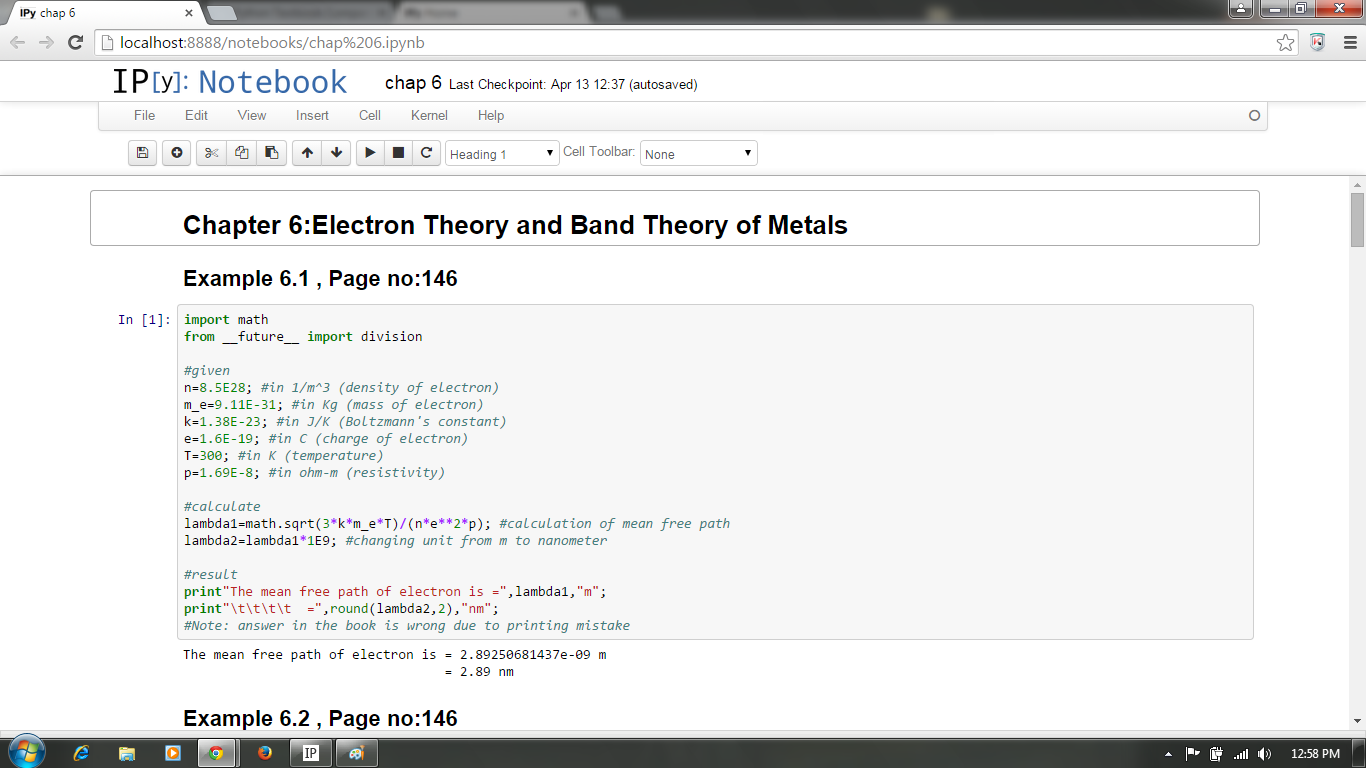 IPy chap 6
localhost:8888/notebooks/chap%206.ipynb
IP[y]: Notebook chap 6 Last Checkpoint: Apr 13 12:37 (autosaved)
File Edit View Insert Cell Kernel Help
Heading 1 Cell Toolbar: None
Chapter 6:Electron Theory and Band Theory of Metals
Example 6.1 , Page no:146
In [1]:
import math
from __future__ import division
#given
n=8.5E28; #in 1/m^3 (density of electron)
m_e=9.11E-31; #in Kg (mass of electron)
k=1.38E-23; #in J/K (Boltzmann's constant)
e=1.6E-19; #in C (charge of electron)
T=300; #in K (temperature)
p=1.69E-8; #in ohm-m (resistivity)
#calculate
lambda1=math.sqrt(3*k*m_e*T)/(n*e**2*p); #calculation of mean free path
lambda2=lambda1*1E9; #changing unit from m to nanometer
#result
print"The mean free path of electron is =",lambda1,"m";
print"\t\t\t\t  =",round(lambda2,2),"nm";
#Note: answer in the book is wrong due to printing mistake
The mean free path of electron is = 2.89250681437e-09 m
= 2.89 nm
Example 6.2 , Page no:146
IP
12:58 PM